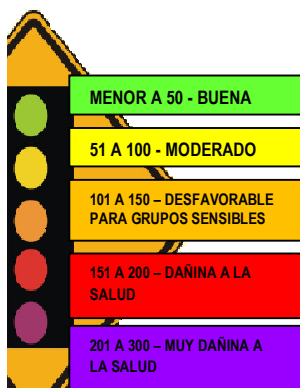 MENOR A 50 - BUENA
51 A 100 - MODERADO
101 A 150 – DESFAVORABLE
PARA GRUPOS SENSIBLES
151 A 200 – DAÑINA A LA
SALUD
201 A 300 – MUY DAÑINA A
LA SALUD